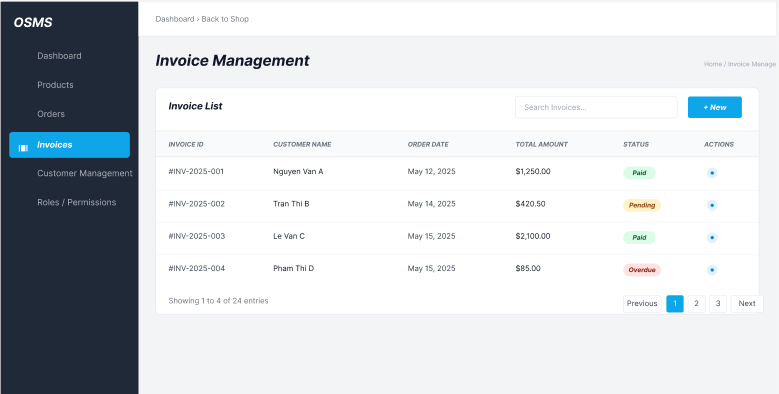 OSMS
Dashboard
Products
Orders
Invoices
Customer Management
Roles / Permissions
Dashboard › Back to Shop
Invoice Management
Home / Invoice Manage
Invoice List
Search Invoices...
+ New
INVOICE ID CUSTOMER NAME ORDER DATE TOTAL AMOUNT STATUS ACTIONS
#INV-2025-001 Nguyen Van A May 12, 2025 $1,250.00 Paid
#INV-2025-002 Tran Thi B May 14, 2025 $420.50 Pending
#INV-2025-003 Le Van C May 15, 2025 $2,100.00 Paid
#INV-2025-004 Pham Thi D May 15, 2025 $85.00 Overdue
Showing 1 to 4 of 24 entries
Previous 1 2 3 Next